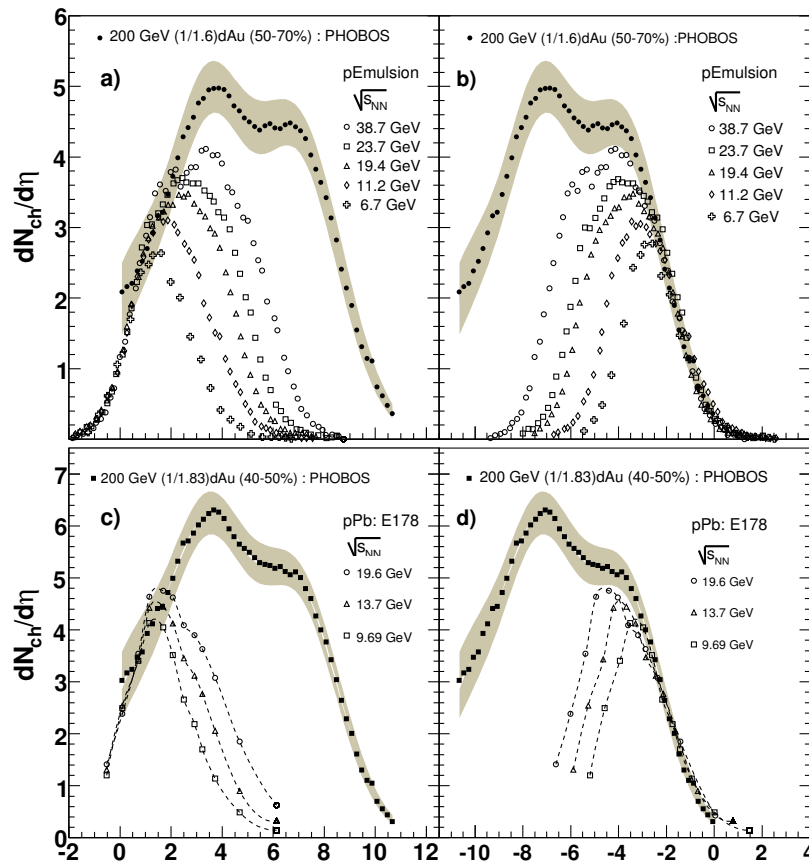 6
5
4
3
2
1
dN_ch/dη
200 GeV (1/1.6)dAu (50-70%) : PHOBOS
a)
pEmulsion
√s_NN
38.7 GeV
23.7 GeV
19.4 GeV
11.2 GeV
6.7 GeV
200 GeV (1/1.6)dAu (50-70%) : PHOBOS
b)
pEmulsion
√s_NN
38.7 GeV
23.7 GeV
19.4 GeV
11.2 GeV
6.7 GeV
7
6
5
4
3
2
1
0
dN_ch/dη
200 GeV (1/1.83)dAu (40-50%) : PHOBOS
c)
pPb: E178
√s_NN
19.6 GeV
13.7 GeV
9.69 GeV
200 GeV (1/1.83)dAu (40-50%) : PHOBOS
d)
pPb: E178
√s_NN
19.6 GeV
13.7 GeV
9.69 GeV
-2 0 2 4 6 8 10 12
-10 -8 -6 -4 -2 0 2 4